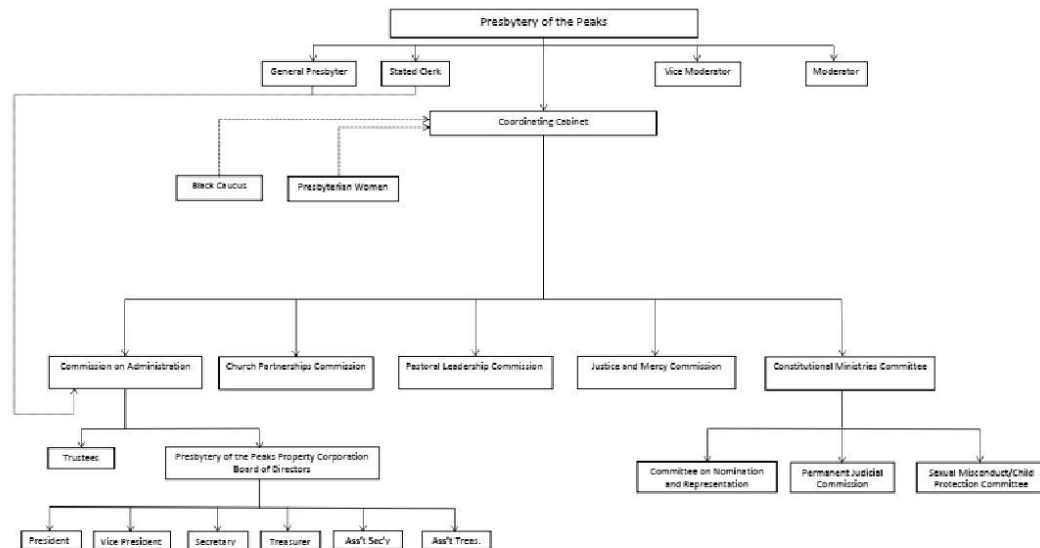 Presbytery of the Peaks
General Presbyter
Stated Clerk
Vice Moderator
Moderator
Coordinating Cabinet
Black Caucus
Presbyterian Women
Commission on Administration
Church Partnerships Commission
Pastoral Leadership Commission
Justice and Mercy Commission
Constitutional Ministries Committee
Trustees
Presbytery of the Peaks Property Corporation
Board of Directors
Committee on Nomination
and Representation
Permanent Judicial
Commission
Sexual Misconduct/Child
Protection Committee
President
Vice President
Secretary
Treasurer
Ass't Sec'y
Ass't Treas.